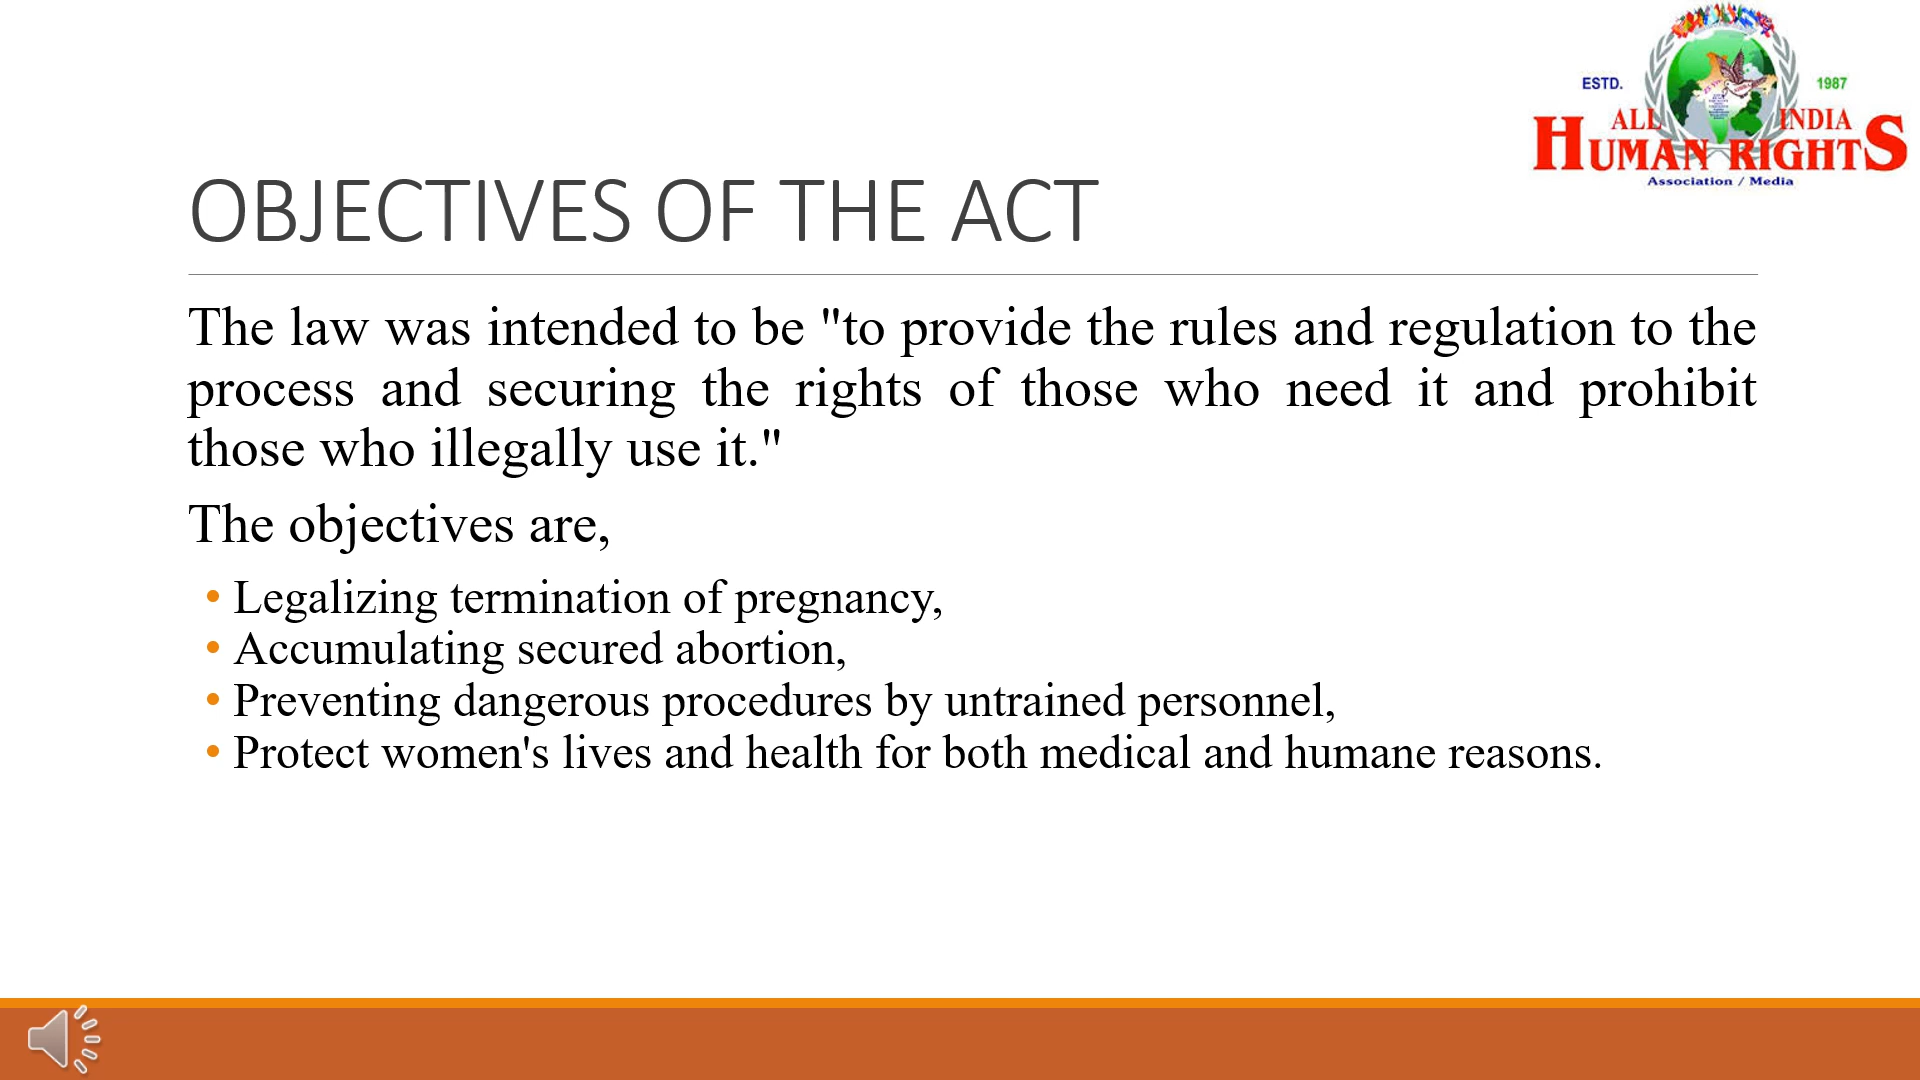 ESTD. 1987
ALL INDIA
HUMAN RIGHTS
Association / Media
OBJECTIVES OF THE ACT
The law was intended to be "to provide the rules and regulation to the
process and securing the rights of those who need it and prohibit
those who illegally use it."
The objectives are,
• Legalizing termination of pregnancy,
• Accumulating secured abortion,
• Preventing dangerous procedures by untrained personnel,
• Protect women's lives and health for both medical and humane reasons.